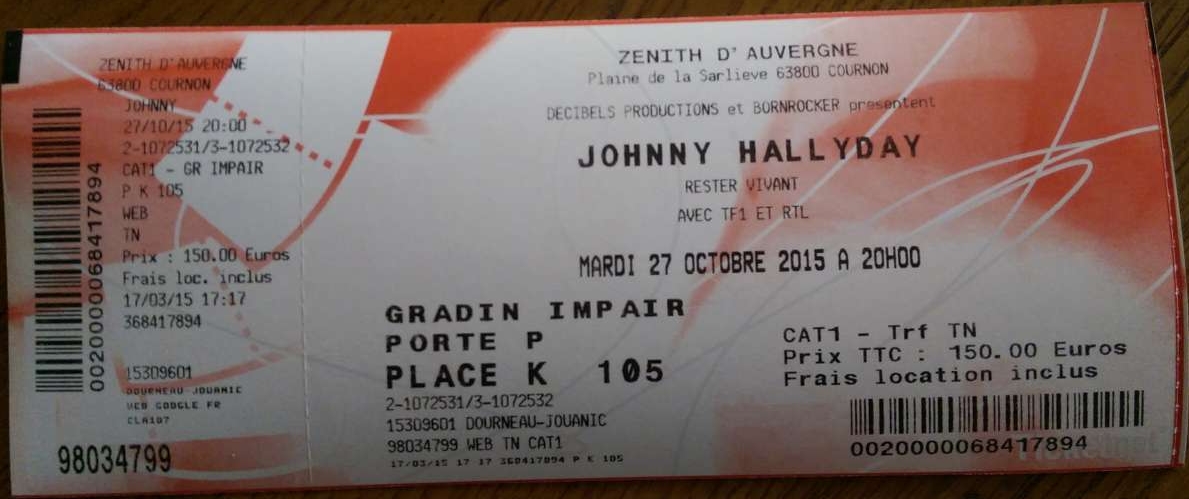 ZENITH D'AUVERGNE
63800 COURNON
JOHNNY
27/10/15 20:00
2-1072531/3-1072532
CAT1 - GR IMPAIR
P K 105
WEB
TN
Prix : 150.00 Euros
Frais loc. inclus
17/03/15 17:17
368417894
15309601
DOURNEAU-JOUANIC
WEB GOOGLE FR
98034799
0020000068417894
ZENITH D' AUVERGNE
Plaine de la Sarlieve 63800 COURNON
DECIBELS PRODUCTIONS et BORNROCKER presentent
JOHNNY HALLYDAY
RESTER VIVANT
AVEC TF1 ET RTL
MARDI 27 OCTOBRE 2015 A 20H00
GRADIN IMPAIR
PORTE P
PLACE K 105
2-1072531/3-1072532
15309601 DOURNEAU-JOUANIC
98034799 WEB TN CAT1
17/03/15 17 17 368417894 P K 105
CAT1 - Trf TN
Prix TTC : 150.00 Euros
Frais location inclus
0020000068417894